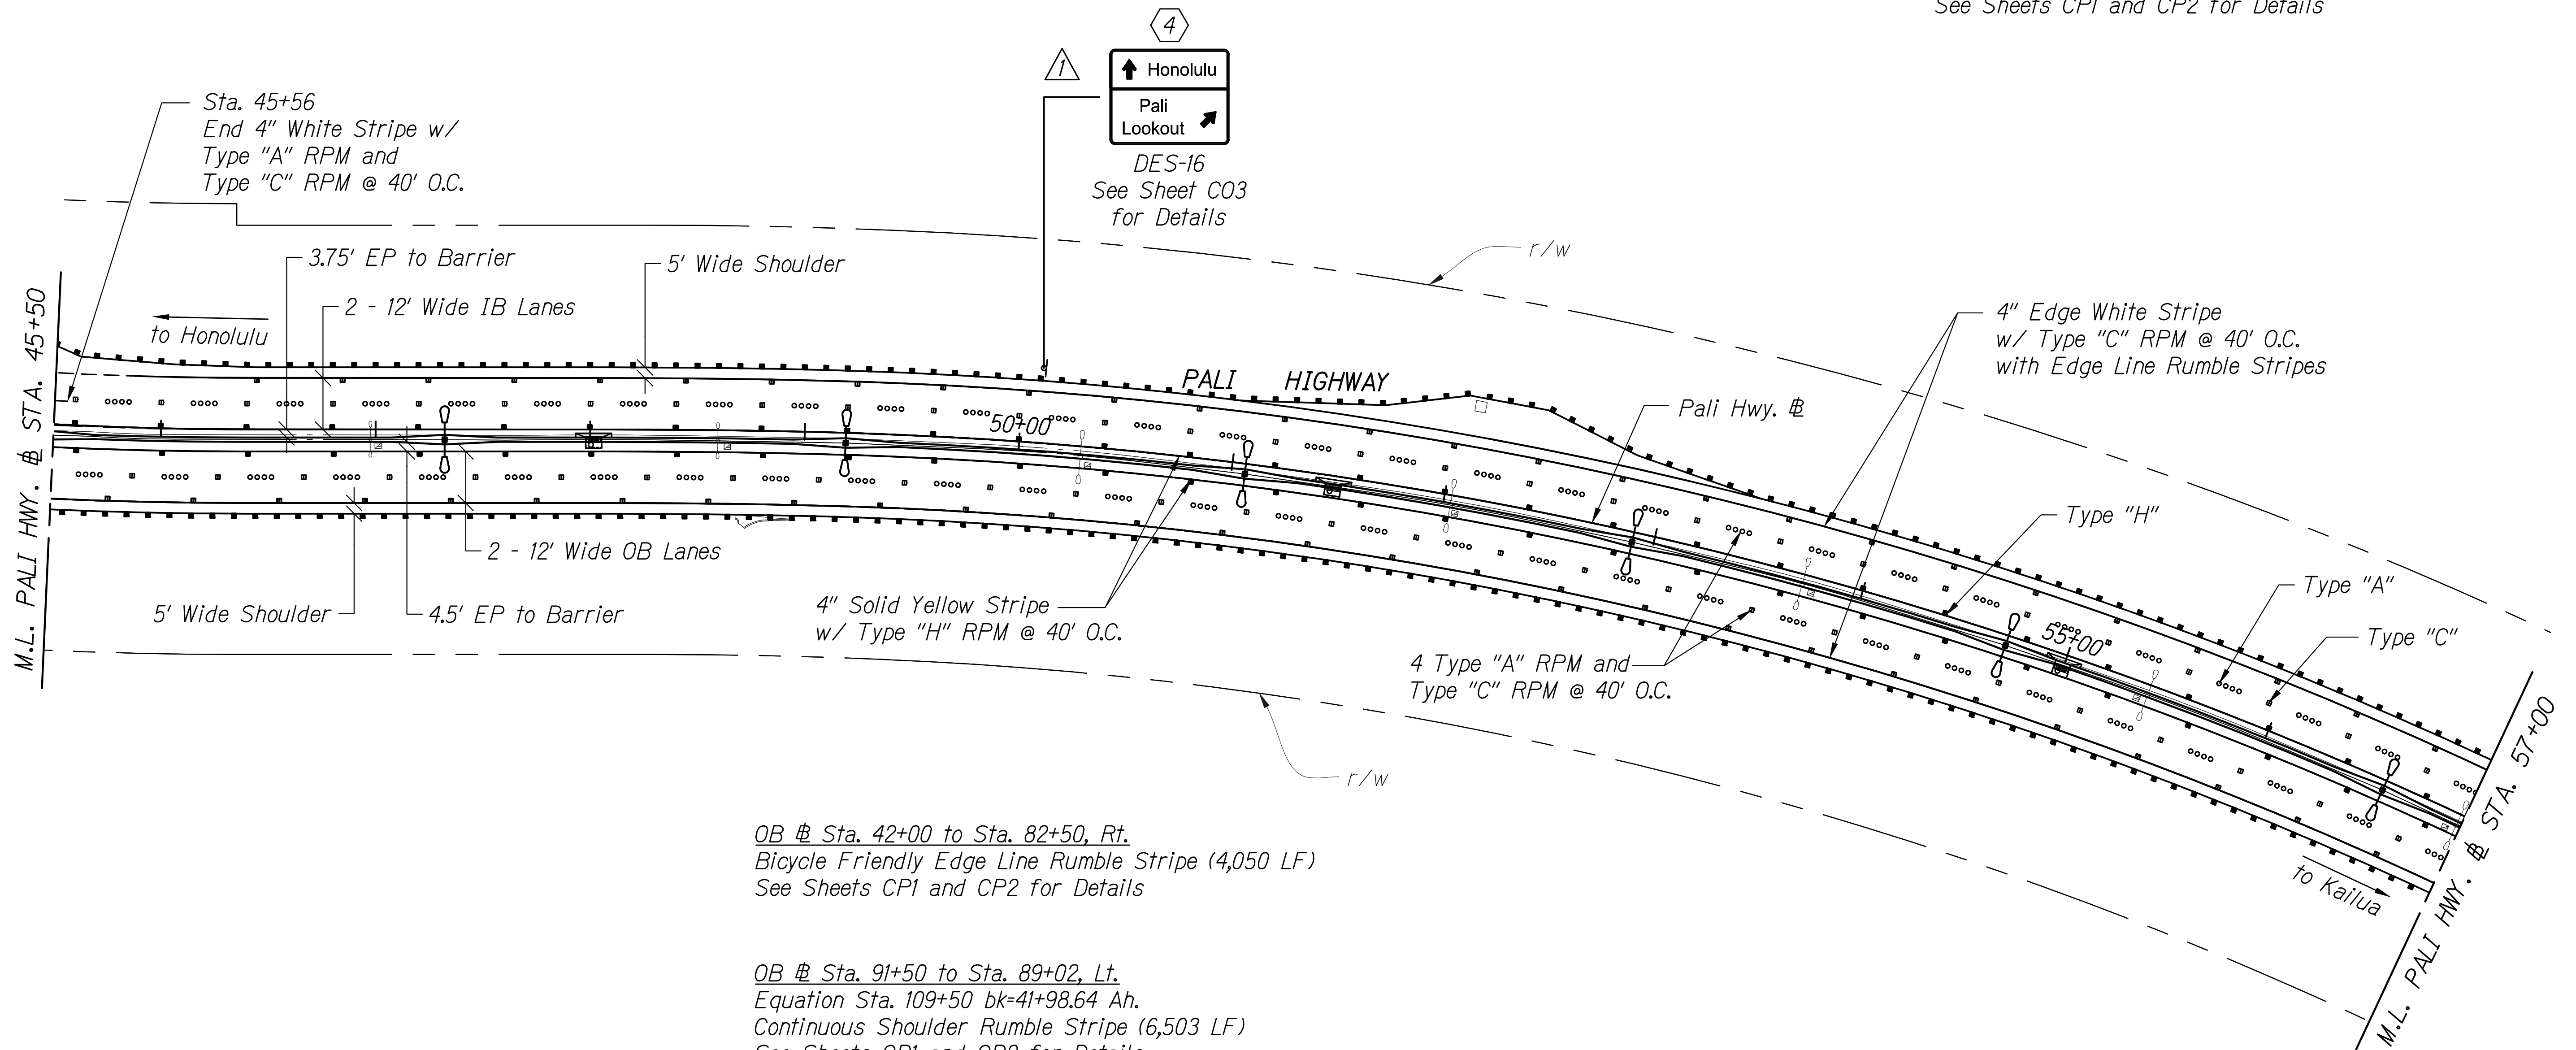 See Sheets CP1 and CP2 for Details
4
1
Honolulu
Pali
Lookout
DES-16
See Sheet CO3
for Details
Sta. 45+56
End 4" White Stripe w/
Type "A" RPM and
Type "C" RPM @ 40' O.C.
3.75' EP to Barrier
5' Wide Shoulder
2 - 12' Wide IB Lanes
to Honolulu
r/w
4" Edge White Stripe
w/ Type "C" RPM @ 40' O.C.
with Edge Line Rumble Stripes
PALI HIGHWAY
Pali Hwy. B
50+00
M.L. PALI HWY. B STA. 45+50
Type "H"
2 - 12' Wide OB Lanes
Type "A"
5' Wide Shoulder
4.5' EP to Barrier
4" Solid Yellow Stripe
w/ Type "H" RPM @ 40' O.C.
55+00
Type "C"
4 Type "A" RPM and
Type "C" RPM @ 40' O.C.
r/w
to Kailua
M.L. PALI HWY. B STA. 57+00
OB B Sta. 42+00 to Sta. 82+50, Rt.
Bicycle Friendly Edge Line Rumble Stripe (4,050 LF)
See Sheets CP1 and CP2 for Details
OB B Sta. 91+50 to Sta. 89+02, Lt.
Equation Sta. 109+50 bk=41+98.64 Ah.
Continuous Shoulder Rumble Stripe (6,503 LF)
See Sheets CP1 and CP2 for Details